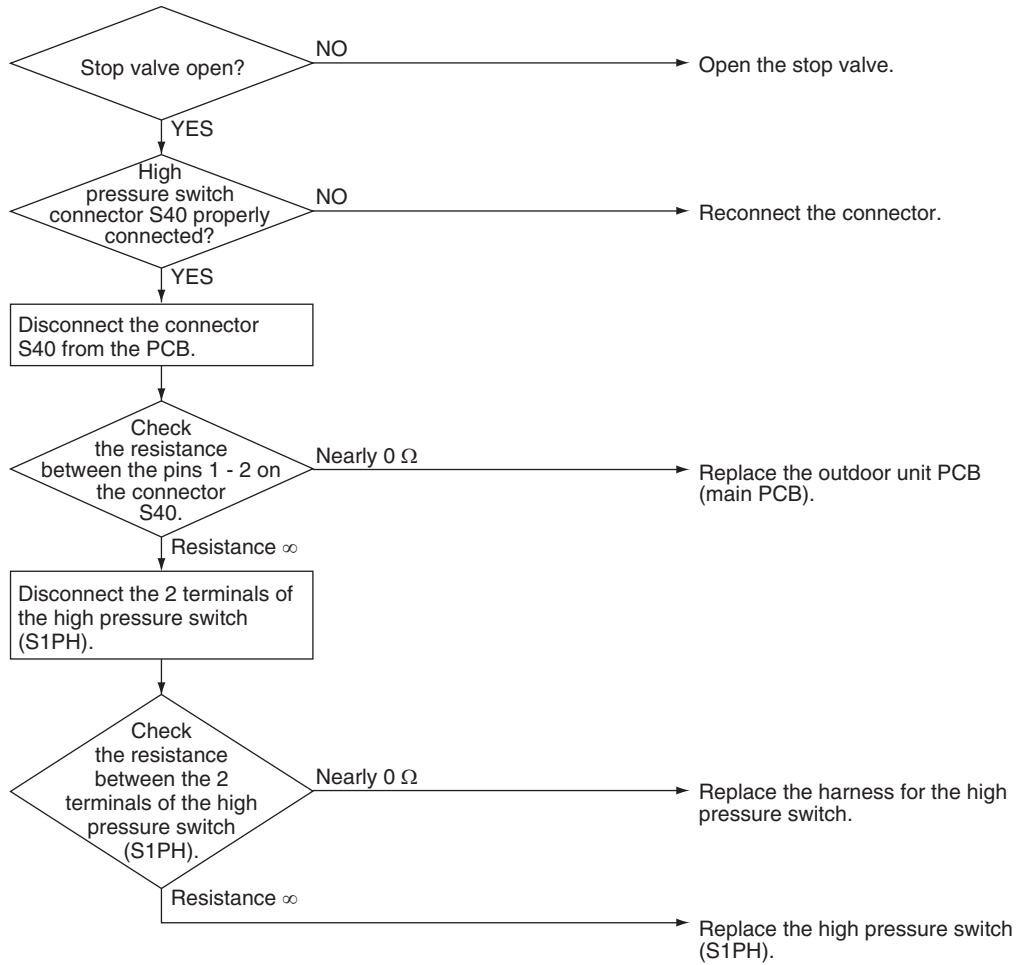 Stop valve open?
NO
Open the stop valve.
YES
High
pressure switch
connector S40 properly
connected?
NO
Reconnect the connector.
YES
Disconnect the connector
S40 from the PCB.
Check
the resistance
between the pins 1 - 2 on
the connector
S40.
Nearly 0 Ω
Replace the outdoor unit PCB
(main PCB).
Resistance ∞
Disconnect the 2 terminals of
the high pressure switch
(S1PH).
Check
the resistance
between the 2
terminals of the high
pressure switch
(S1PH).
Nearly 0 Ω
Replace the harness for the high
pressure switch.
Resistance ∞
Replace the high pressure switch
(S1PH).